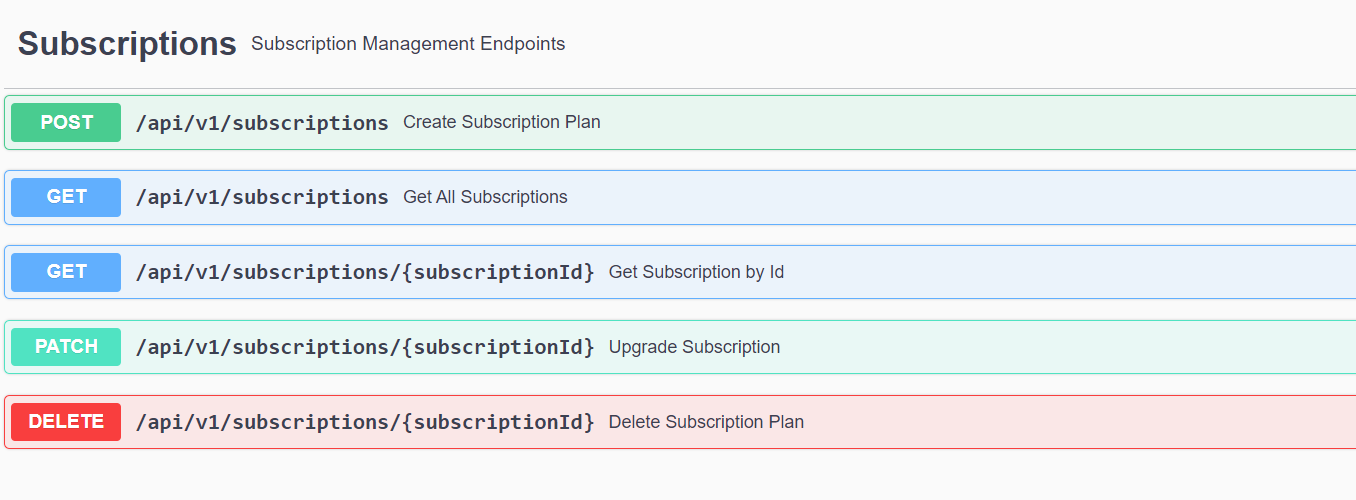 Subscriptions Subscription Management Endpoints
POST /api/v1/subscriptions Create Subscription Plan
GET /api/v1/subscriptions Get All Subscriptions
GET /api/v1/subscriptions/{subscriptionId} Get Subscription by Id
PATCH /api/v1/subscriptions/{subscriptionId} Upgrade Subscription
DELETE /api/v1/subscriptions/{subscriptionId} Delete Subscription Plan